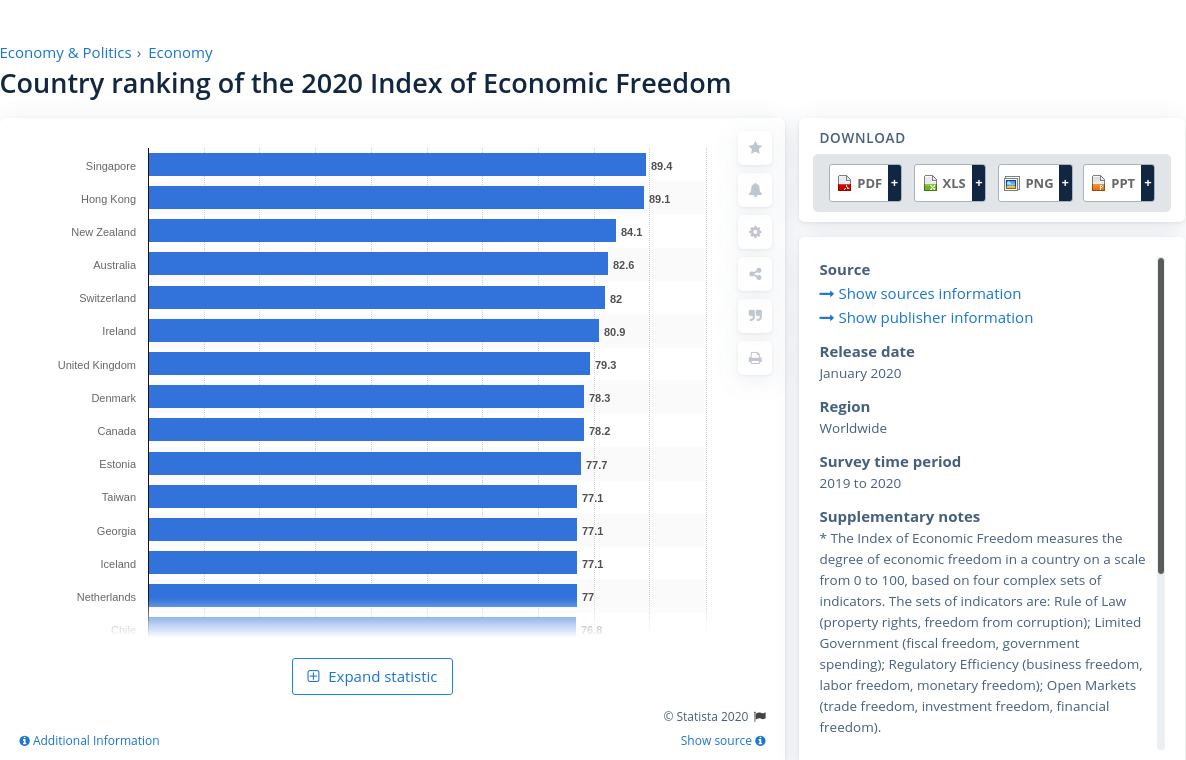 Economy & Politics › Economy
Country ranking of the 2020 Index of Economic Freedom
Singapore 89.4
Hong Kong 89.1
New Zealand 84.1
Australia 82.6
Switzerland 82
Ireland 80.9
United Kingdom 79.3
Denmark 78.3
Canada 78.2
Estonia 77.7
Taiwan 77.1
Georgia 77.1
Iceland 77.1
Netherlands 77
Chile 76.8
Expand statistic
© Statista 2020
Additional Information
Show source
DOWNLOAD
PDF + XLS + PNG + PPT +
Source
Show sources information
Show publisher information
Release date
January 2020
Region
Worldwide
Survey time period
2019 to 2020
Supplementary notes
* The Index of Economic Freedom measures the
degree of economic freedom in a country on a scale
from 0 to 100, based on four complex sets of
indicators. The sets of indicators are: Rule of Law
(property rights, freedom from corruption); Limited
Government (fiscal freedom, government
spending); Regulatory Efficiency (business freedom,
labor freedom, monetary freedom); Open Markets
(trade freedom, investment freedom, financial
freedom).